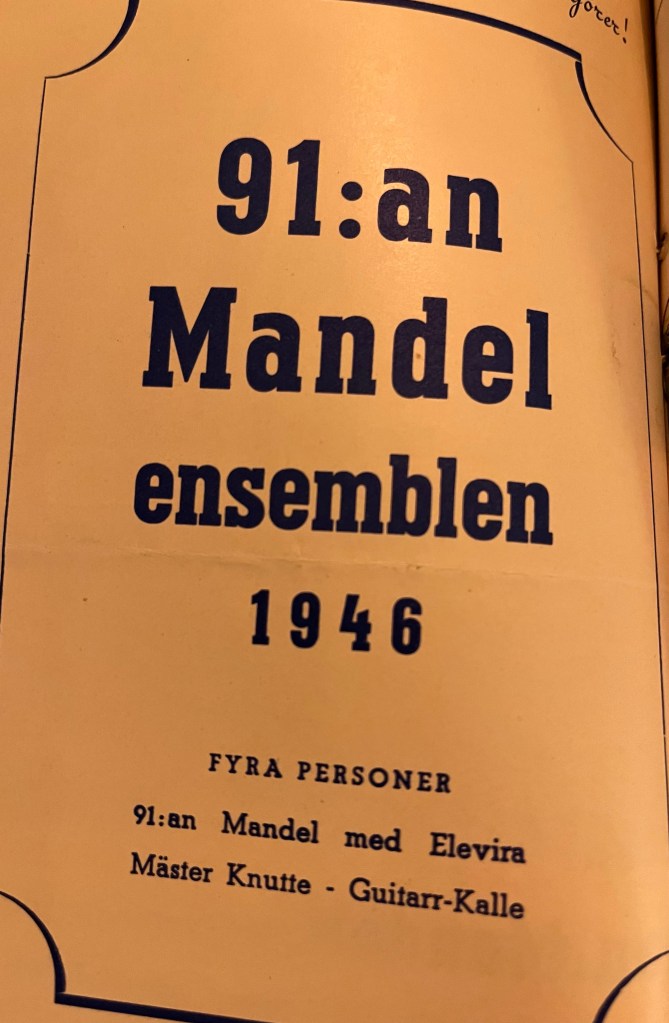 91:an
Mandel
ensemblen
1946
FYRA PERSONER
91:an Mandel med Elevira
Mäster Knutte - Guitarr-Kalle